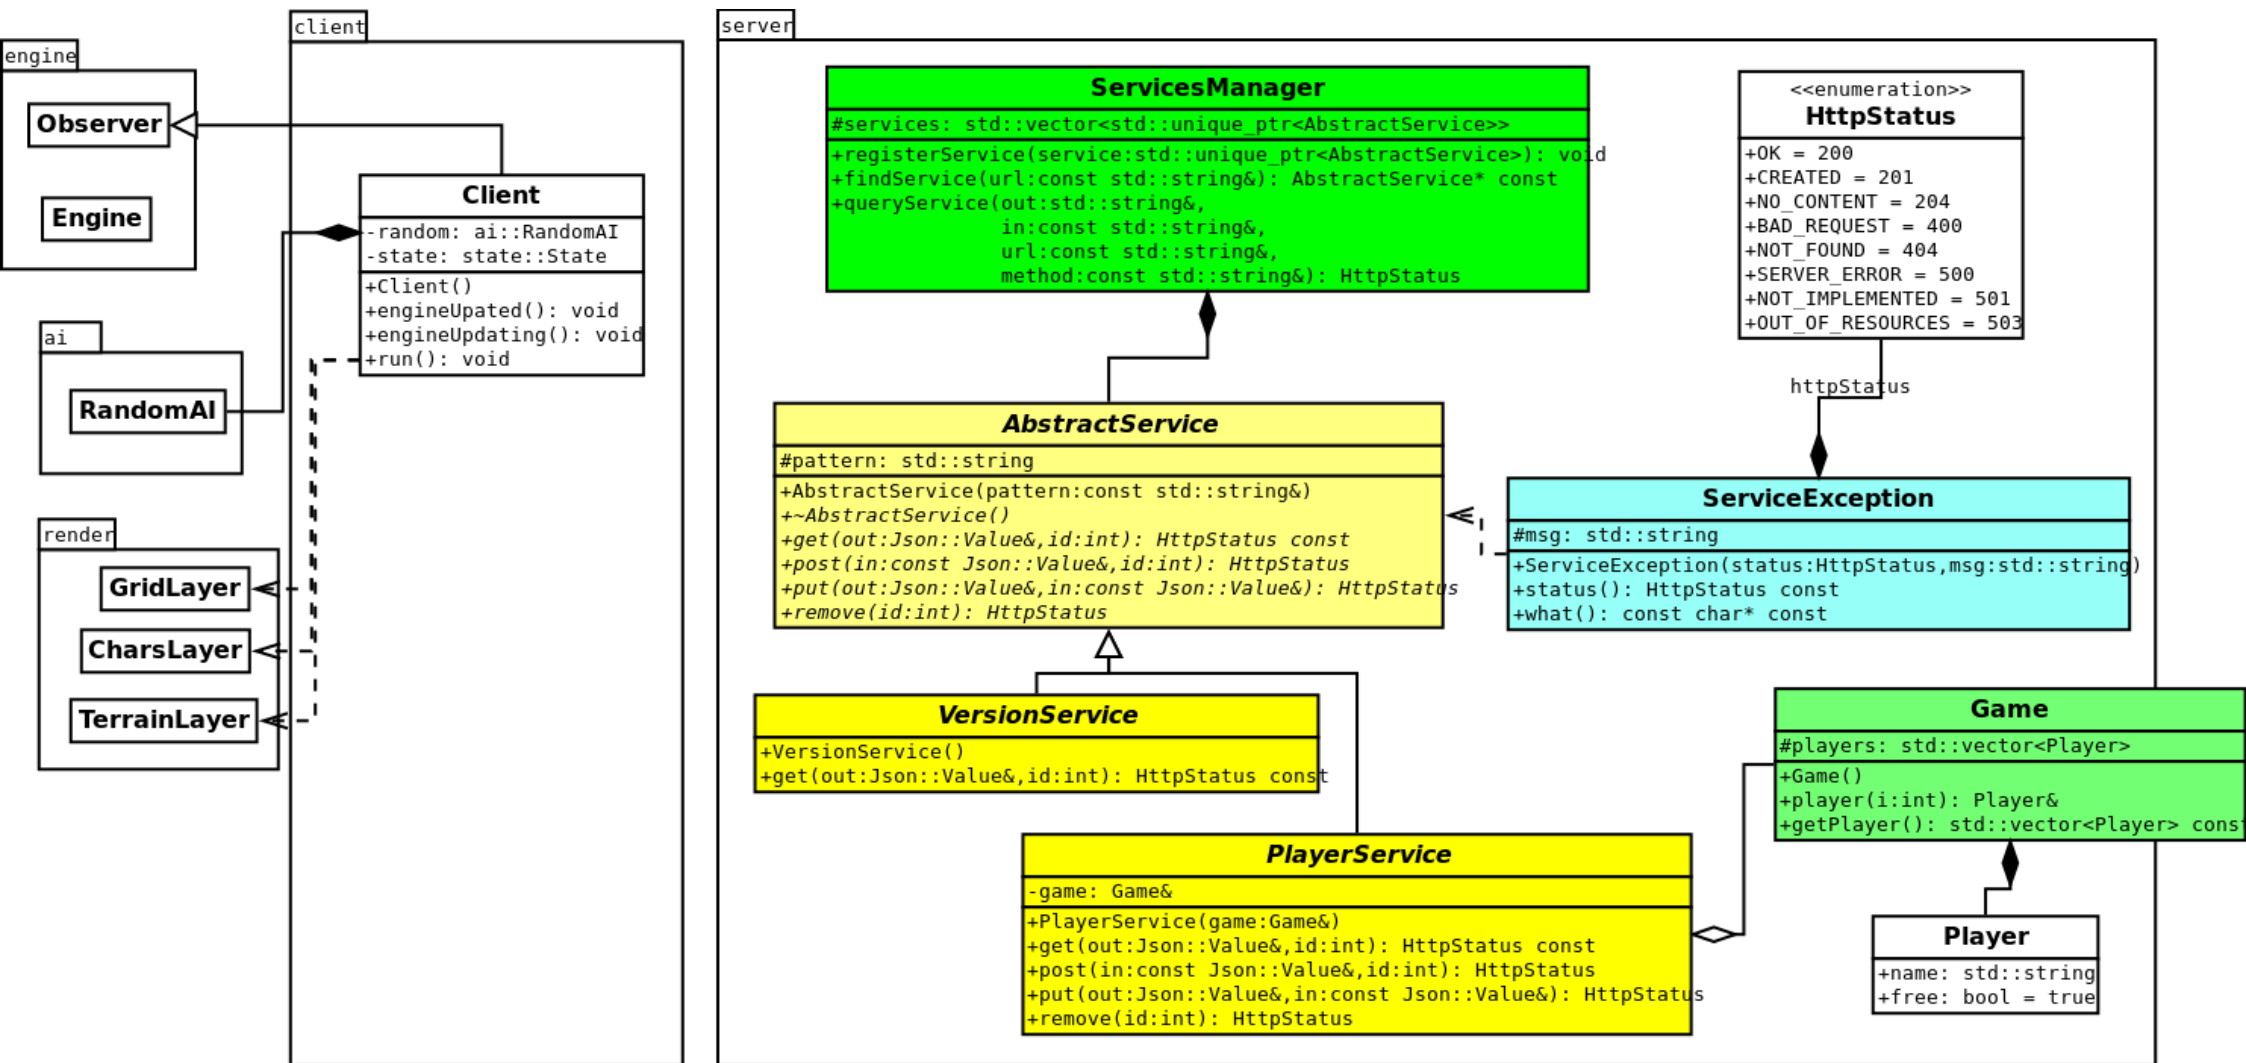 engine
Observer
Engine
ai
RandomAI
render
GridLayer
CharsLayer
TerrainLayer
client
Client
-random: ai::RandomAI
-state: state::State
+Client()
+engineUpated(): void
+engineUpdating(): void
+run(): void
server
ServicesManager
#services: std::vector<std::unique_ptr<AbstractService>>
+registerService(service:std::unique_ptr<AbstractService>): void
+findService(url:const std::string&): AbstractService* const
+queryService(out:std::string&,
in:const std::string&,
url:const std::string&,
method:const std::string&): HttpStatus
<<enumeration>>
HttpStatus
+OK = 200
+CREATED = 201
+NO_CONTENT = 204
+BAD_REQUEST = 400
+NOT_FOUND = 404
+SERVER_ERROR = 500
+NOT_IMPLEMENTED = 501
+OUT_OF_RESOURCES = 503
httpStatus
AbstractService
#pattern: std::string
+AbstractService(pattern:const std::string&)
+~AbstractService()
+get(out:Json::Value&,id:int): HttpStatus const
+post(in:const Json::Value&,id:int): HttpStatus
+put(out:Json::Value&,in:const Json::Value&): HttpStatus
+remove(id:int): HttpStatus
ServiceException
#msg: std::string
+ServiceException(status:HttpStatus,msg:std::string)
+status(): HttpStatus const
+what(): const char* const
VersionService
+VersionService()
+get(out:Json::Value&,id:int): HttpStatus const
Game
#players: std::vector<Player>
+Game()
+player(i:int): Player&
+getPlayer(): std::vector<Player> const
PlayerService
-game: Game&
+PlayerService(game:Game&)
+get(out:Json::Value&,id:int): HttpStatus const
+post(in:const Json::Value&,id:int): HttpStatus
+put(out:Json::Value&,in:const Json::Value&): HttpStatus
+remove(id:int): HttpStatus
Player
+name: std::string
+free: bool = true